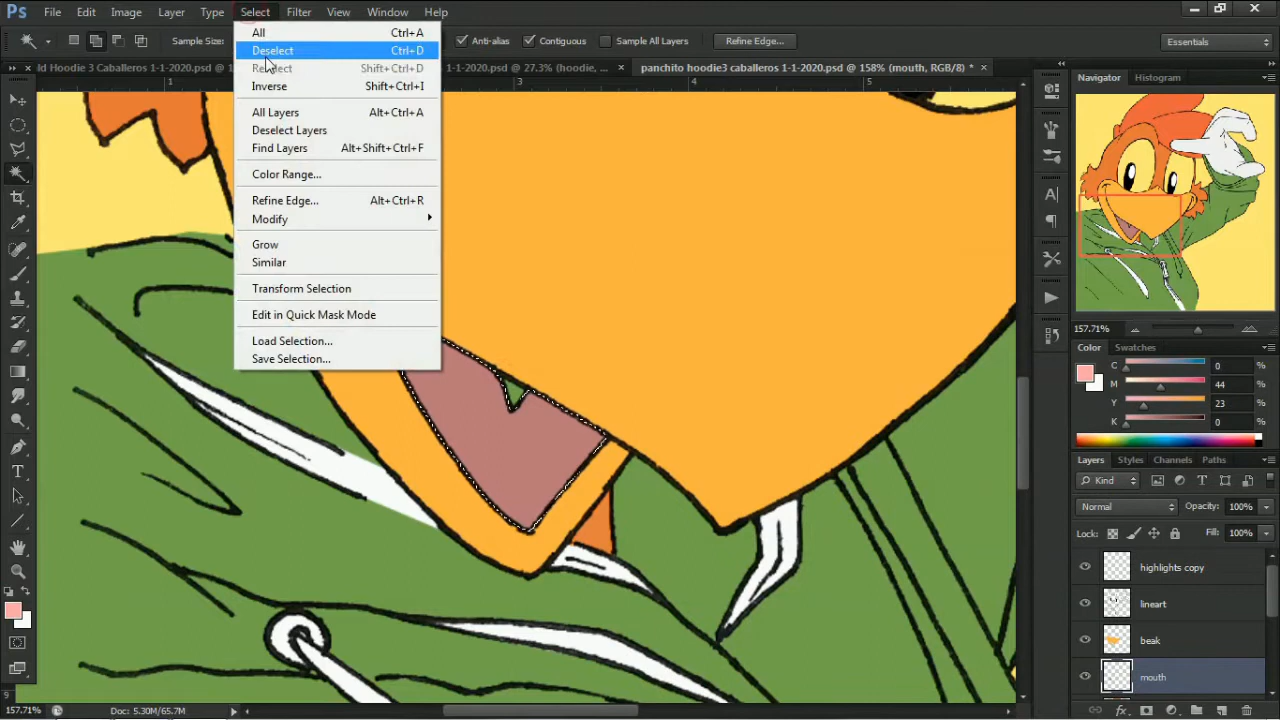 Ps File Edit Image Layer Type Select Filter View Window Help
Sample Size: Anti-alias Contiguous Sample All Layers Refine Edge... Essentials
ld Hoodie 3 Caballeros 1-1-2020.psd @ 1-1-2020.psd @ 27.3% (hoodie, ... × panchito hoodie3 caballeros 1-1-2020.psd @ 158% (mouth, RGB/8) * ×
All Ctrl+A
Deselect Ctrl+D
Reselect Shift+Ctrl+D
Inverse Shift+Ctrl+I
All Layers Alt+Ctrl+A
Deselect Layers
Find Layers Alt+Shift+Ctrl+F
Color Range...
Refine Edge... Alt+Ctrl+R
Modify
Grow
Similar
Transform Selection
Edit in Quick Mask Mode
Load Selection...
Save Selection...
1 3 4 5
9
Navigator Histogram
157.71%
Color Swatches
C 0 %
M 44 %
Y 23 %
K 0 %
Layers Styles Channels Paths
Kind
Normal Opacity: 100%
Lock: Fill: 100%
highlights copy
lineart
beak
mouth
157.71% Doc: 5.30M/65.7M